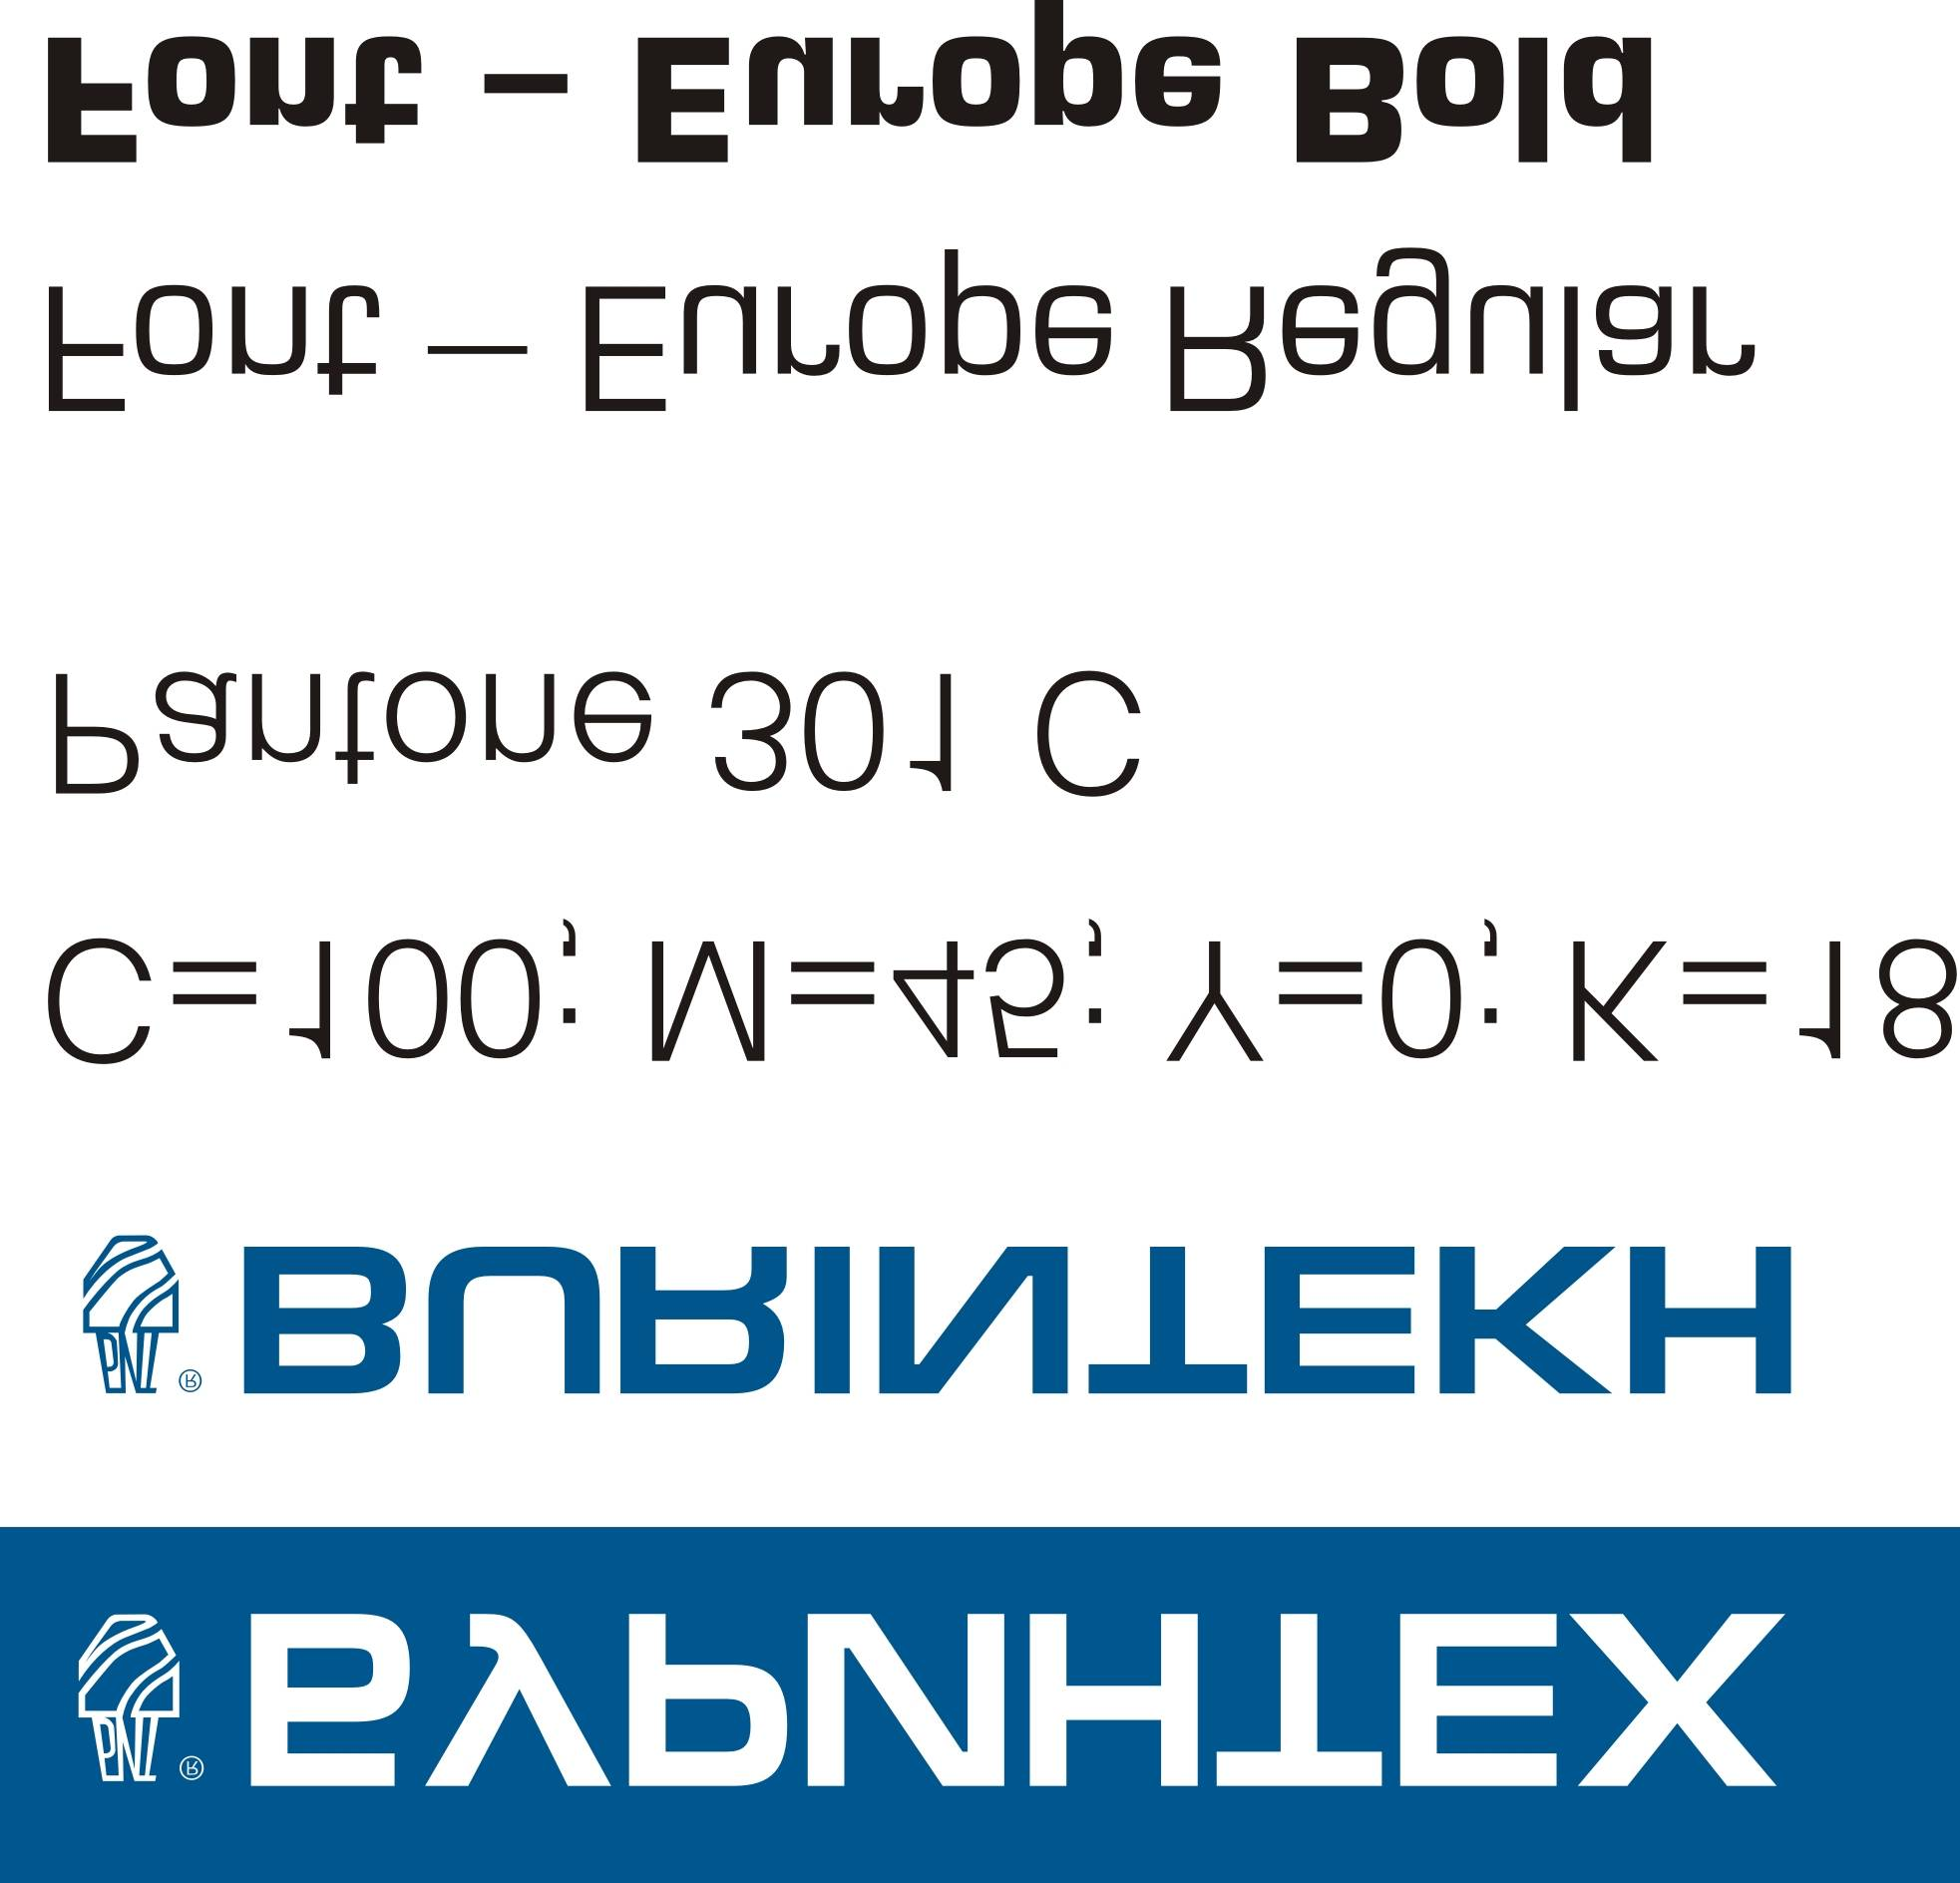 ® БУРИНТЕХ
® BURINTEKH
C=100; M=45; Y=0; K=18
Pantone 301 C
Font – Europe Regular
Font – Europe Bold